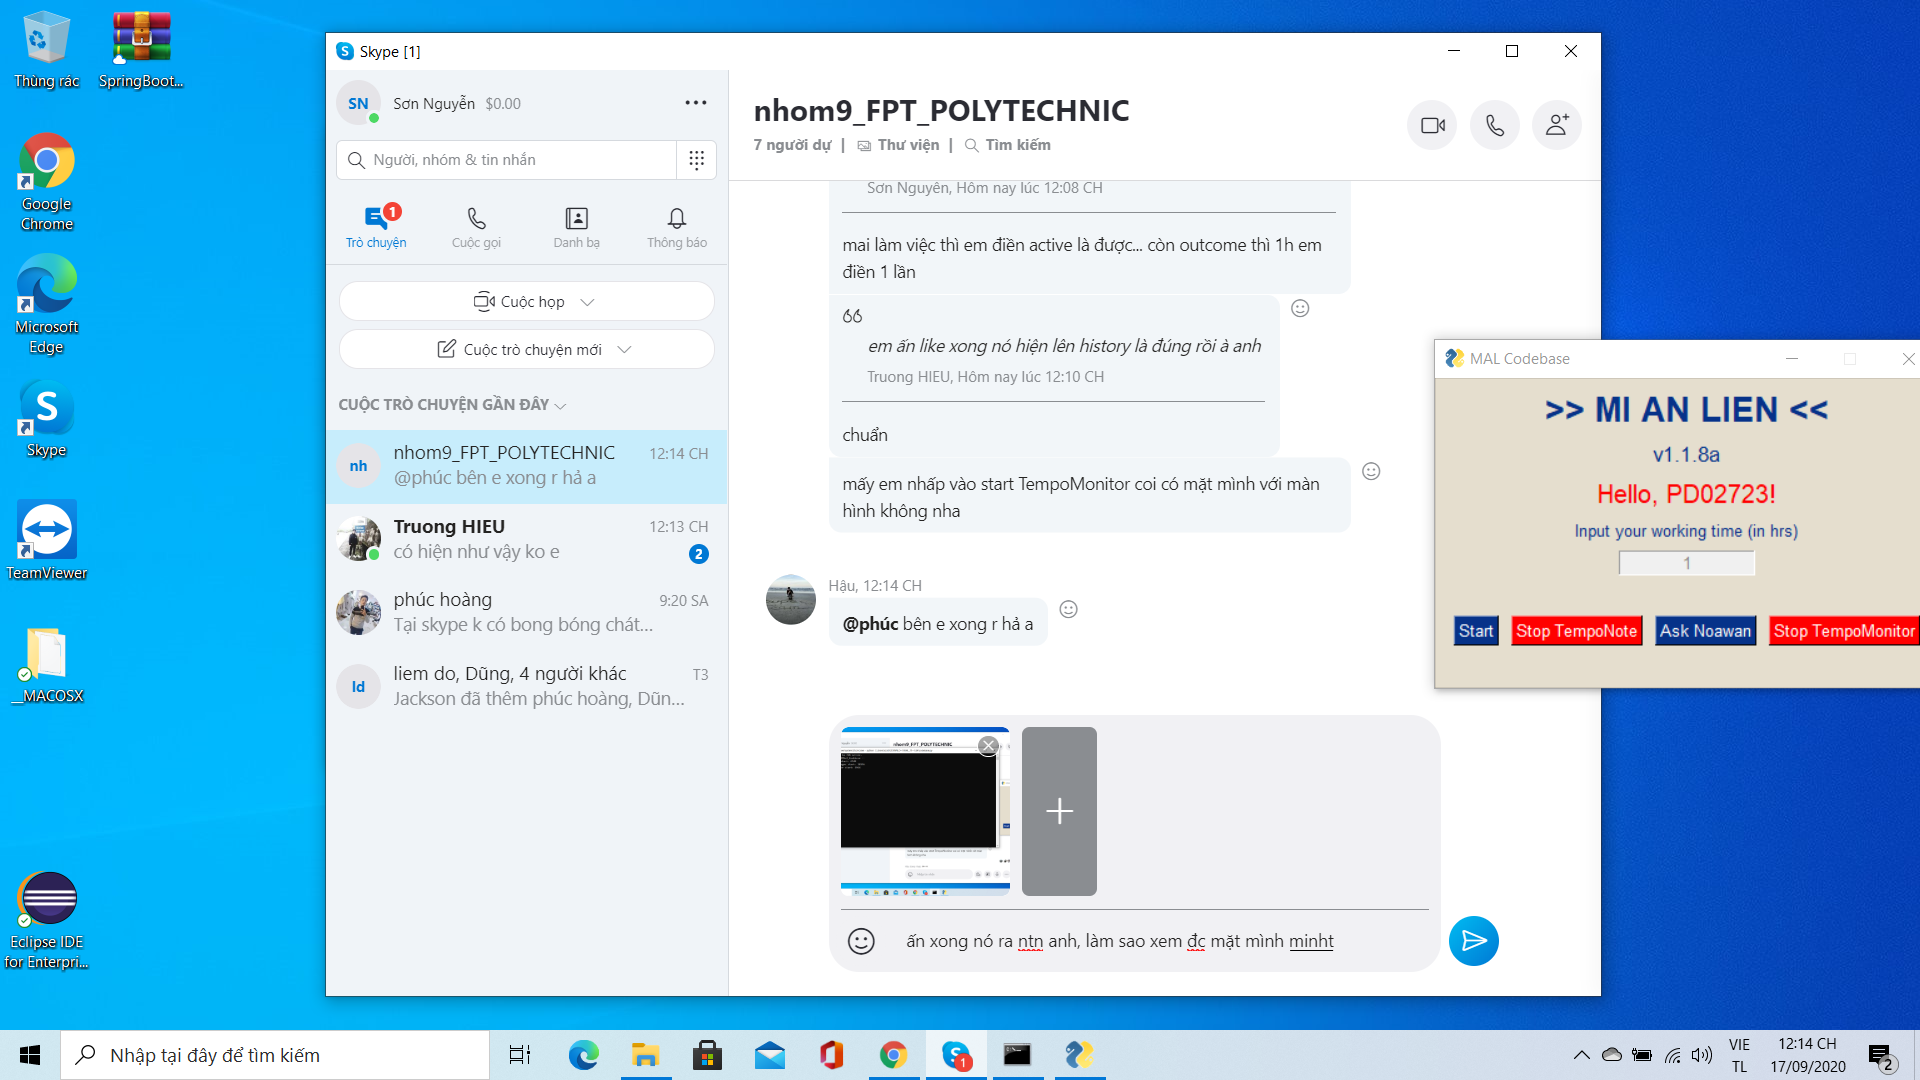 Thùng rác
SpringBoot...
Google
Chrome
Microsoft
Edge
Skype
TeamViewer
__MACOSX
Eclipse IDE
for Enterpri...
Skype [1]
SN
Sơn Nguyễn $0.00
Người, nhóm & tin nhắn
1
Trò chuyện
Cuộc gọi
Danh bạ
Thông báo
Cuộc họp
Cuộc trò chuyện mới
CUỘC TRÒ CHUYỆN GẦN ĐÂY
nh
nhom9_FPT_POLYTECHNIC 12:14 CH
@phúc bên e xong r hả a
Truong HIEU 12:13 CH
có hiện như vậy ko e 2
phúc hoàng 9:20 SA
Tại skype k có bong bóng chát...
ld
liem do, Dũng, 4 người khác T3
Jackson đã thêm phúc hoàng, Dũn...
nhom9_FPT_POLYTECHNIC
7 người dự | Thư viện | Tìm kiếm
Sơn Nguyễn, Hôm nay lúc 12:08 CH
mai làm việc thì em điền active là được... còn outcome thì 1h em
điền 1 lần
em ấn like xong nó hiện lên history là đúng rồi à anh
Truong HIEU, Hôm nay lúc 12:10 CH
chuẩn
mấy em nhấp vào start TempoMonitor coi có mặt mình với màn
hình không nha
Hậu, 12:14 CH
@phúc bên e xong r hả a
nhom9_FPT_POLYTECHNIC
ấn xong nó ra ntn anh, làm sao xem đc mặt mình minht
MAL Codebase
>> MI AN LIEN <<
v1.1.8a
Hello, PD02723!
Input your working time (in hrs)
1
Start
Stop TempoNote
Ask Noawan
Stop TempoMonitor
Nhập tại đây để tìm kiếm
1
VIE
TL
12:14 CH
17/09/2020
2